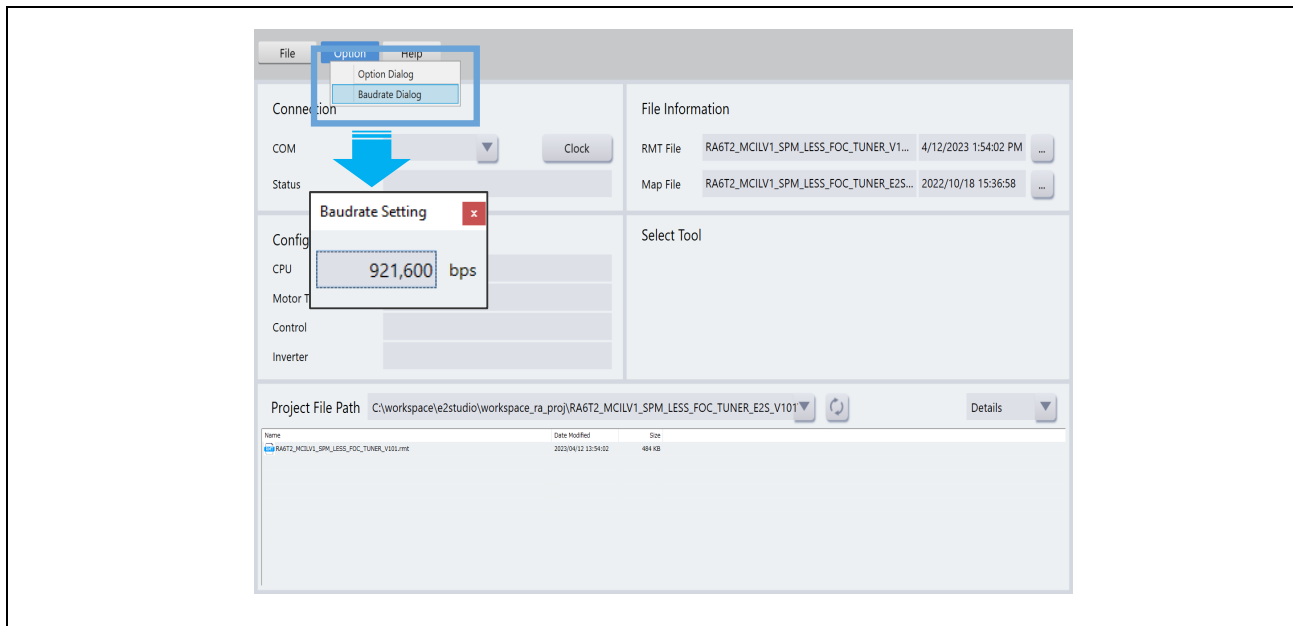 File Option Help
Option Dialog
Baudrate Dialog
Connection
COM Clock
Status
File Information
RMT File RA6T2_MCILV1_SPM_LESS_FOC_TUNER_V1... 4/12/2023 1:54:02 PM ...
Map File RA6T2_MCILV1_SPM_LESS_FOC_TUNER_E2S... 2022/10/18 15:36:58 ...
Baudrate Setting x
921,600 bps
Config
CPU
Motor T
Control
Inverter
Select Tool
Project File Path C:\workspace\e2studio\workspace_ra_proj\RA6T2_MCILV1_SPM_LESS_FOC_TUNER_E2S_V101 Details
Name Date Modified Size
RA6T2_MCILV1_SPM_LESS_FOC_TUNER_V101.rmt 2023/04/12 13:54:02 484 KB